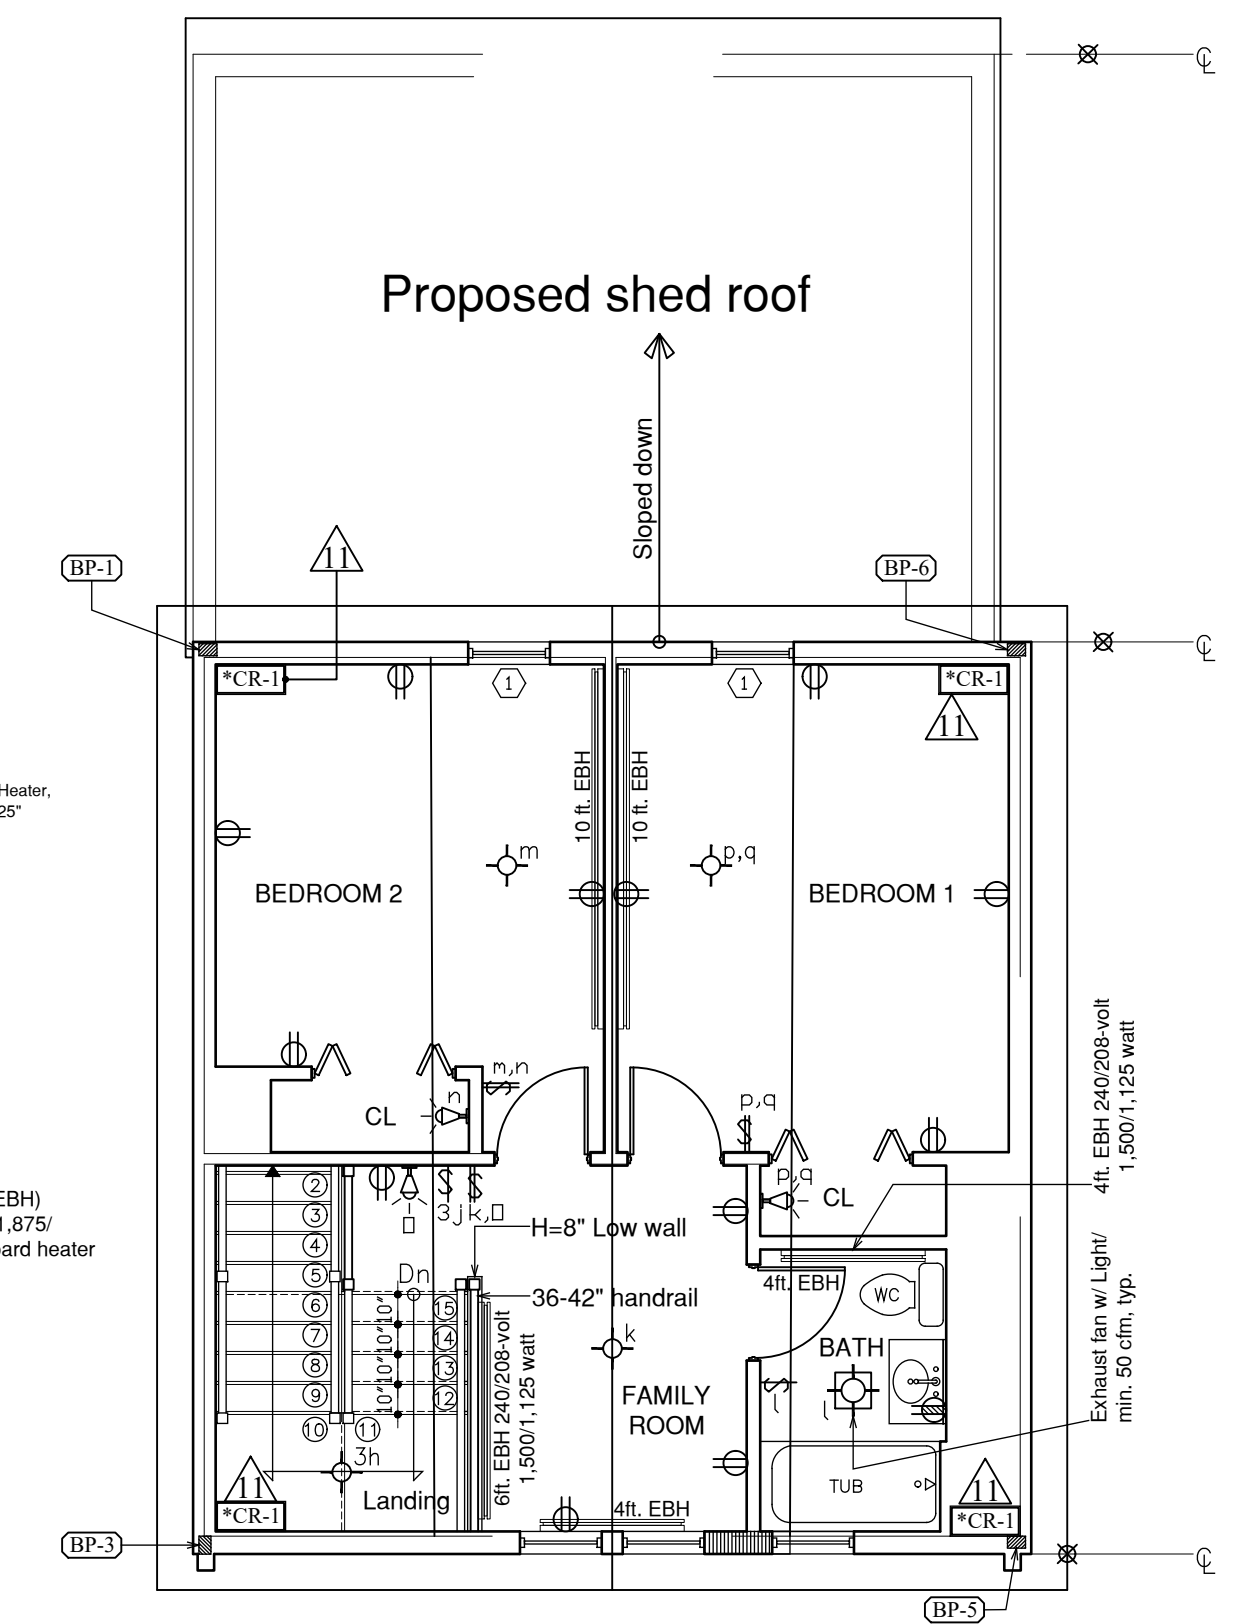 ℄
Proposed shed roof
Sloped down
BP-1
11
BP-6
℄
*CR-1
1
1
*CR-1
11
Heater,
25"
10 ft. EBH
10 ft. EBH
m
p,q
BEDROOM 2
BEDROOM 1
m,n
n
CL
p,q
p,q
CL
4ft. EBH 240/208-volt
1,500/1,125 watt
EBH)
1,875/
oard heater
2
3
4
5
6
7
8
9
10
11
12
13
14
15
3j
k,▯
▯
H=8" Low wall
Dn
36-42" handrail
10"
10"
10"
10"
6ft. EBH 240/208-volt
1,500/1,125 watt
k
4ft. EBH
WC
BATH
FAMILY
ROOM
l
l
Exhaust fan w/ Light/
min. 50 cfm, typ.
3h
Landing
TUB
11
*CR-1
4ft. EBH
11
*CR-1
BP-3
℄
BP-5